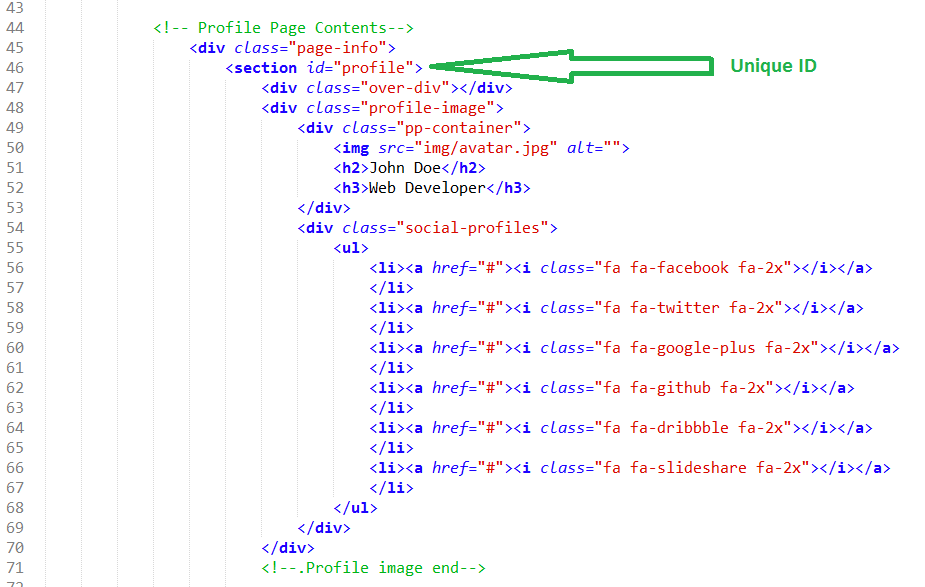 43
44 <!-- Profile Page Contents-->
45 <div class="page-info">
46 <section id="profile"> Unique ID
47 <div class="over-div"></div>
48 <div class="profile-image">
49 <div class="pp-container">
50 <img src="img/avatar.jpg" alt="">
51 <h2>John Doe</h2>
52 <h3>Web Developer</h3>
53 </div>
54 <div class="social-profiles">
55 <ul>
56 <li><a href="#"><i class="fa fa-facebook fa-2x"></i></a>
57 </li>
58 <li><a href="#"><i class="fa fa-twitter fa-2x"></i></a>
59 </li>
60 <li><a href="#"><i class="fa fa-google-plus fa-2x"></i></a>
61 </li>
62 <li><a href="#"><i class="fa fa-github fa-2x"></i></a>
63 </li>
64 <li><a href="#"><i class="fa fa-dribbble fa-2x"></i></a>
65 </li>
66 <li><a href="#"><i class="fa fa-slideshare fa-2x"></i></a>
67 </li>
68 </ul>
69 </div>
70 </div>
71 <!--.Profile image end-->
72